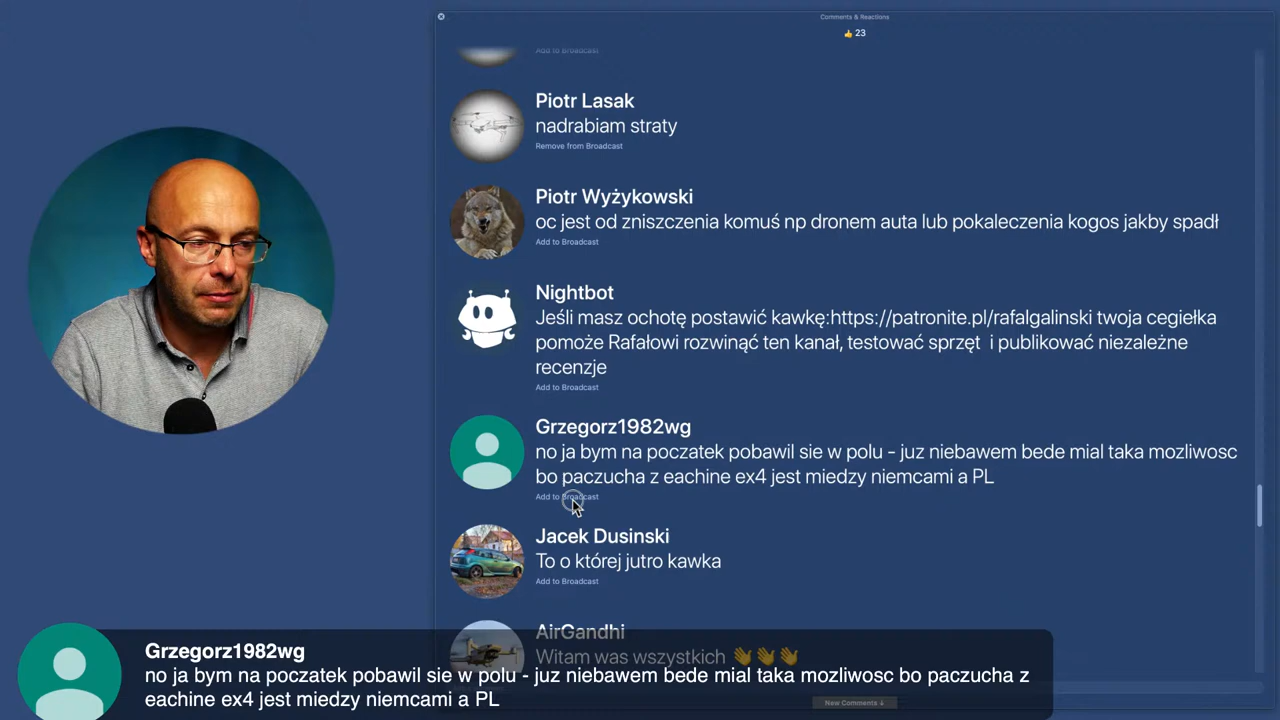 Comments & Reactions
👍 23
Add to Broadcast
Piotr Lasak
nadrabiam straty
Remove from Broadcast
Piotr Wyżykowski
oc jest od zniszczenia komuś np dronem auta lub pokaleczenia kogos jakby spadł
Add to Broadcast
Nightbot
Jeśli masz ochotę postawić kawkę:https://patronite.pl/rafalgalinski twoja cegiełka
pomoże Rafałowi rozwinąć ten kanał, testować sprzęt i publikować niezależne
recenzje
Add to Broadcast
Grzegorz1982wg
no ja bym na poczatek pobawil sie w polu - juz niebawem bede mial taka mozliwosc
bo paczucha z eachine ex4 jest miedzy niemcami a PL
Add to Broadcast
Jacek Dusinski
To o której jutro kawka
Add to Broadcast
AirGandhi
Witam was wszystkich 👋👋👋
Grzegorz1982wg
no ja bym na poczatek pobawil sie w polu - juz niebawem bede mial taka mozliwosc bo paczucha z
eachine ex4 jest miedzy niemcami a PL
New Comments ↓